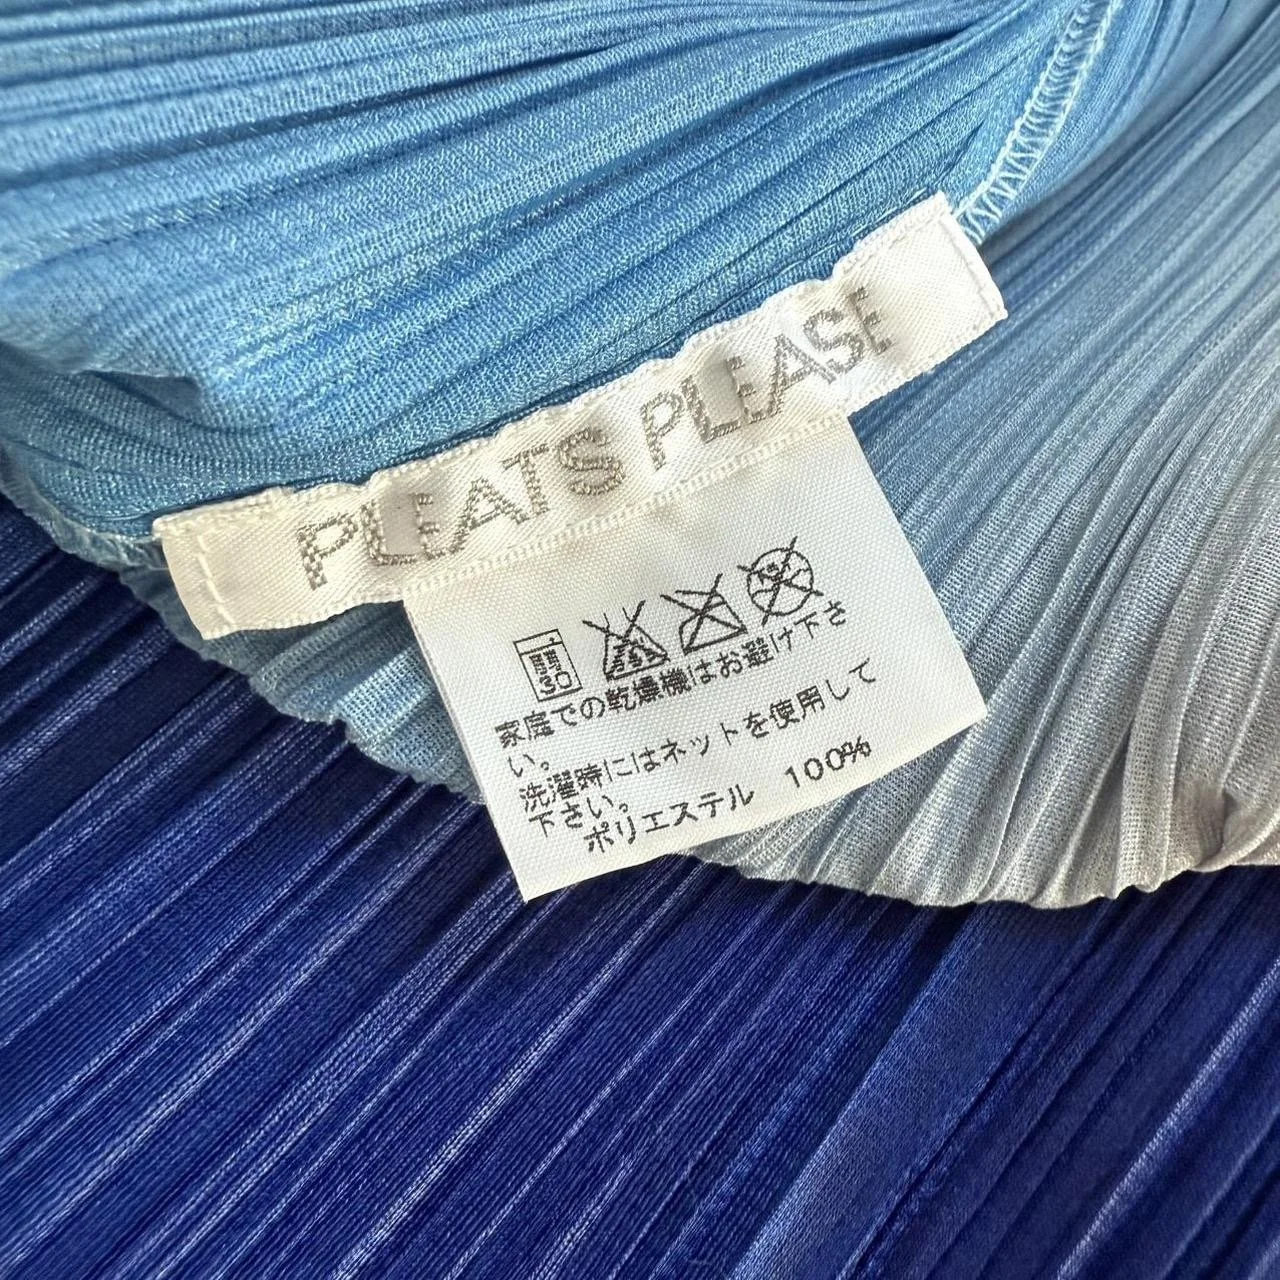 PLEATS PLEASE
家庭での乾燥機はお避け下さ
い。
洗濯時にはネットを使用して
下さい。
ポリエステル 100%